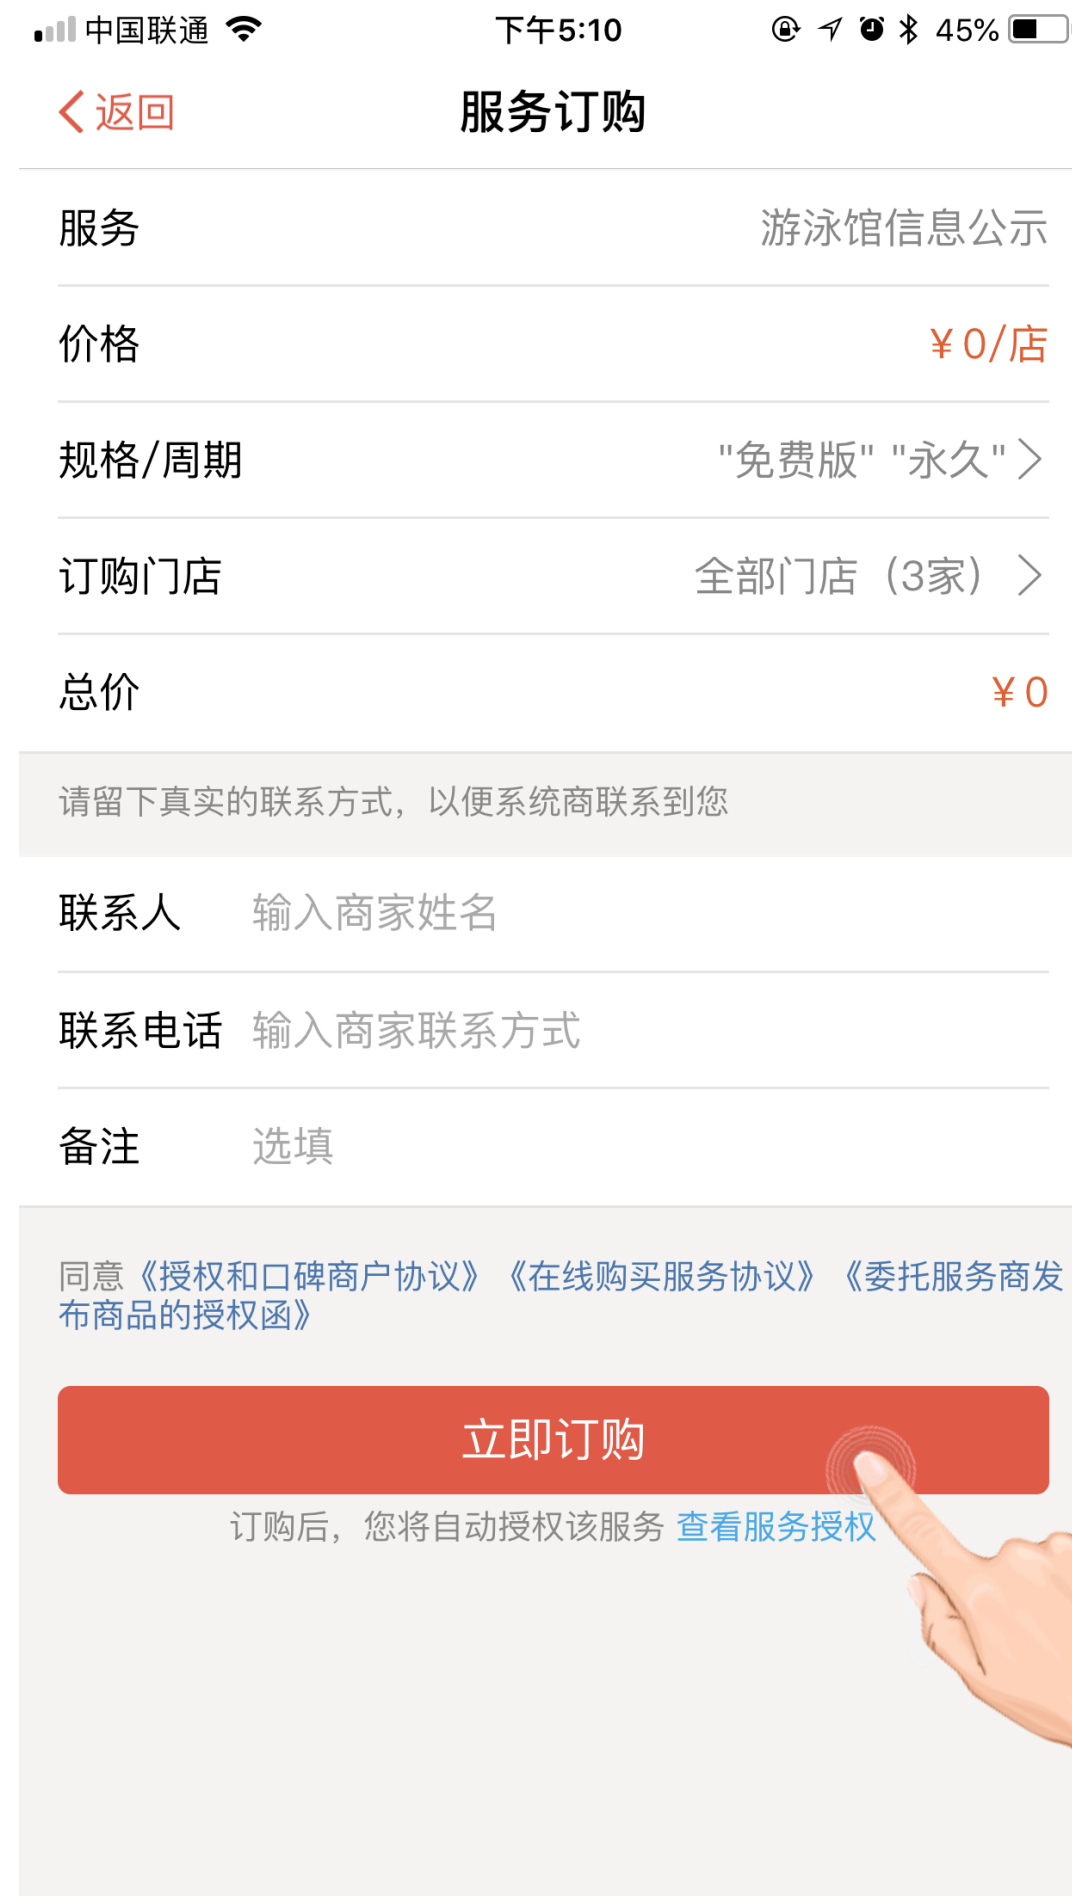 中国联通 下午5:10 45%
返回 服务订购
服务 游泳馆信息公示
价格 ¥0/店
规格/周期 "免费版" "永久"
订购门店 全部门店（3家）
总价 ¥0
请留下真实的联系方式，以便系统商联系到您
联系人 输入商家姓名
联系电话 输入商家联系方式
备注 选填
同意《授权和口碑商户协议》《在线购买服务协议》《委托服务商发
布商品的授权函》
立即订购
订购后，您将自动授权该服务 查看服务授权